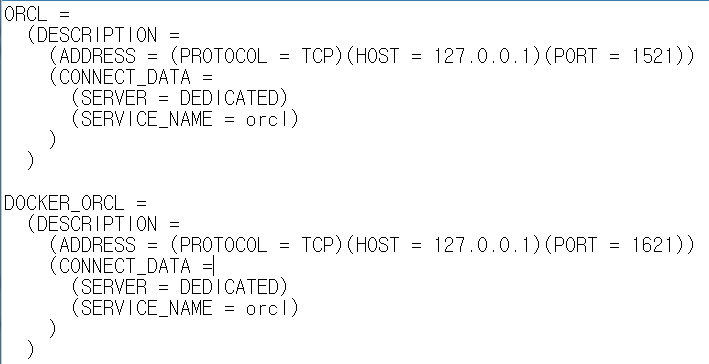 ORCL =
  (DESCRIPTION =
    (ADDRESS = (PROTOCOL = TCP)(HOST = 127.0.0.1)(PORT = 1521))
    (CONNECT_DATA =
      (SERVER = DEDICATED)
      (SERVICE_NAME = orcl)
    )
  )

DOCKER_ORCL =
  (DESCRIPTION =
    (ADDRESS = (PROTOCOL = TCP)(HOST = 127.0.0.1)(PORT = 1621))
    (CONNECT_DATA =
      (SERVER = DEDICATED)
      (SERVICE_NAME = orcl)
    )
  )